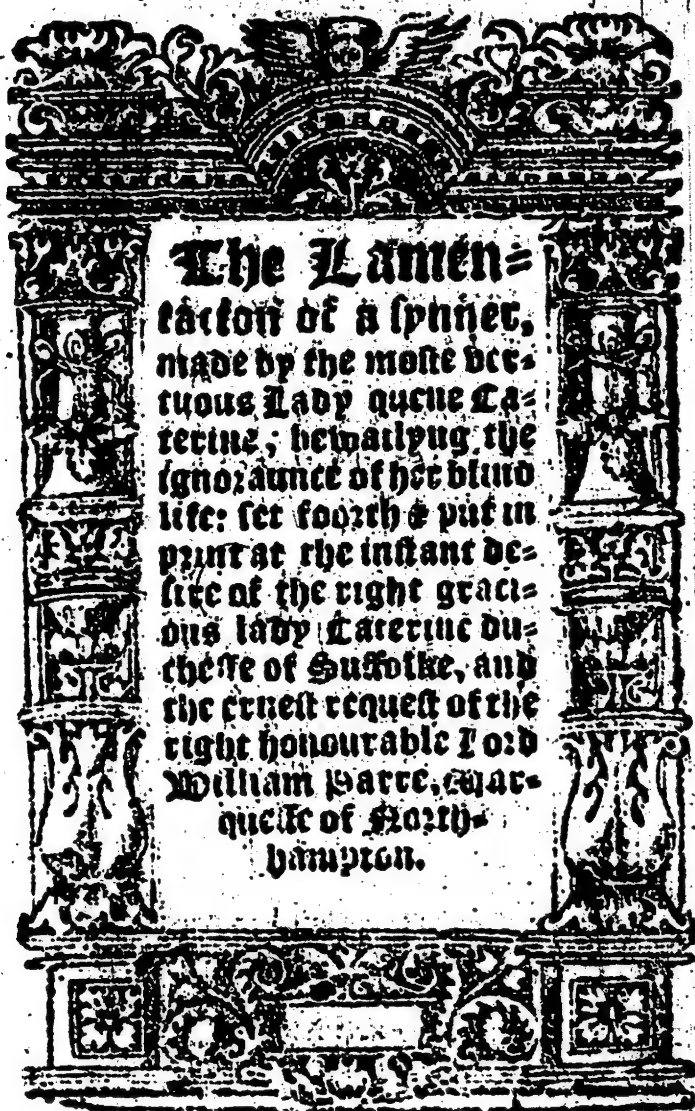 The Lamen=
tacion of a synner,
made by the moste ver=
tuous Lady quene Ca=
terine, bewailyng the
ignoraunce of her blind
life: set foorth & put in
print at the instant de=
sire of the right graci=
ous lady Caterine du=
chesse of Suffolke, and
the ernest request of the
right honourable Lord
William Parre, Mar=
quesse of North=
hampton.